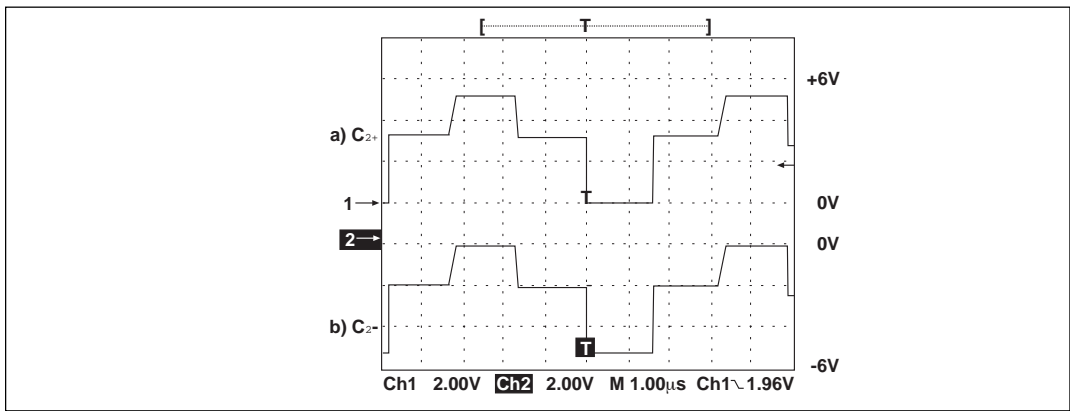 [ T ]
+6V
a) C₂₊
T
1 0V
2 0V
b) C₂-
T
-6V
Ch1 2.00V Ch2 2.00V M 1.00µs Ch1 1.96V